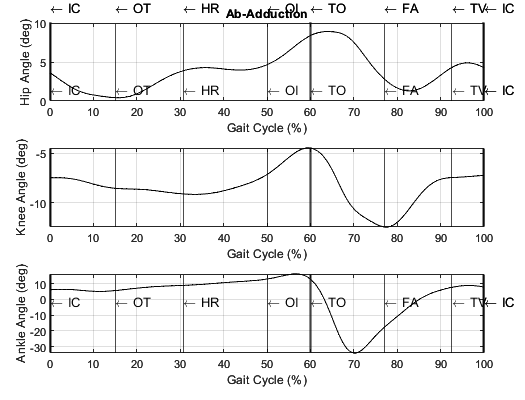 ← IC ← OT ← HR ← OI ← TO ← FA ← TV ← IC
Ab-Adduction
Hip Angle (deg)
10
5
0
← IC ← OT ← HR ← OI ← TO ← FA ← TV ← IC
0 10 20 30 40 50 60 70 80 90 100
Gait Cycle (%)
Knee Angle (deg)
-5
-10
0 10 20 30 40 50 60 70 80 90 100
Gait Cycle (%)
Ankle Angle (deg)
10
0
-10
-20
-30
← IC ← OT ← HR ← OI ← TO ← FA ← TV ← IC
0 10 20 30 40 50 60 70 80 90 100
Gait Cycle (%)